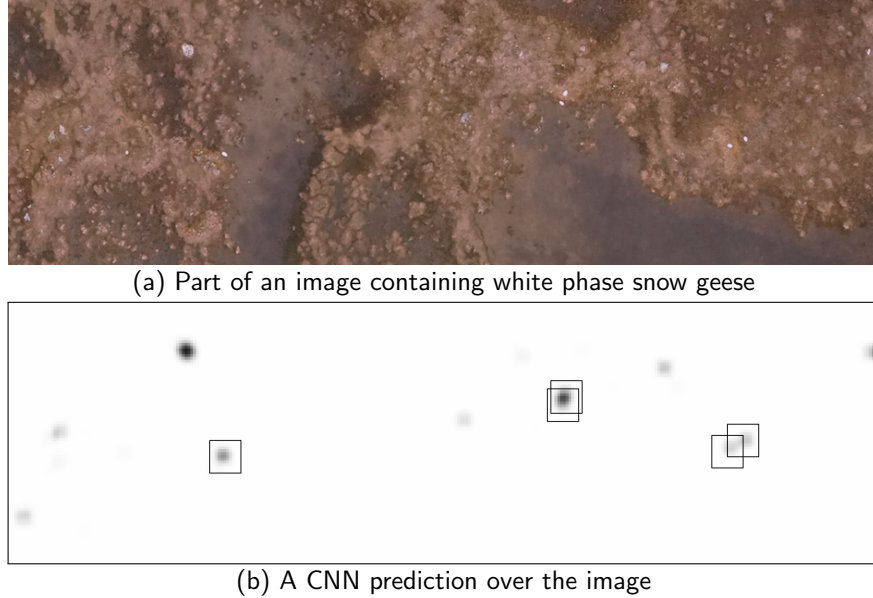 (a) Part of an image containing white phase snow geese
(b) A CNN prediction over the image